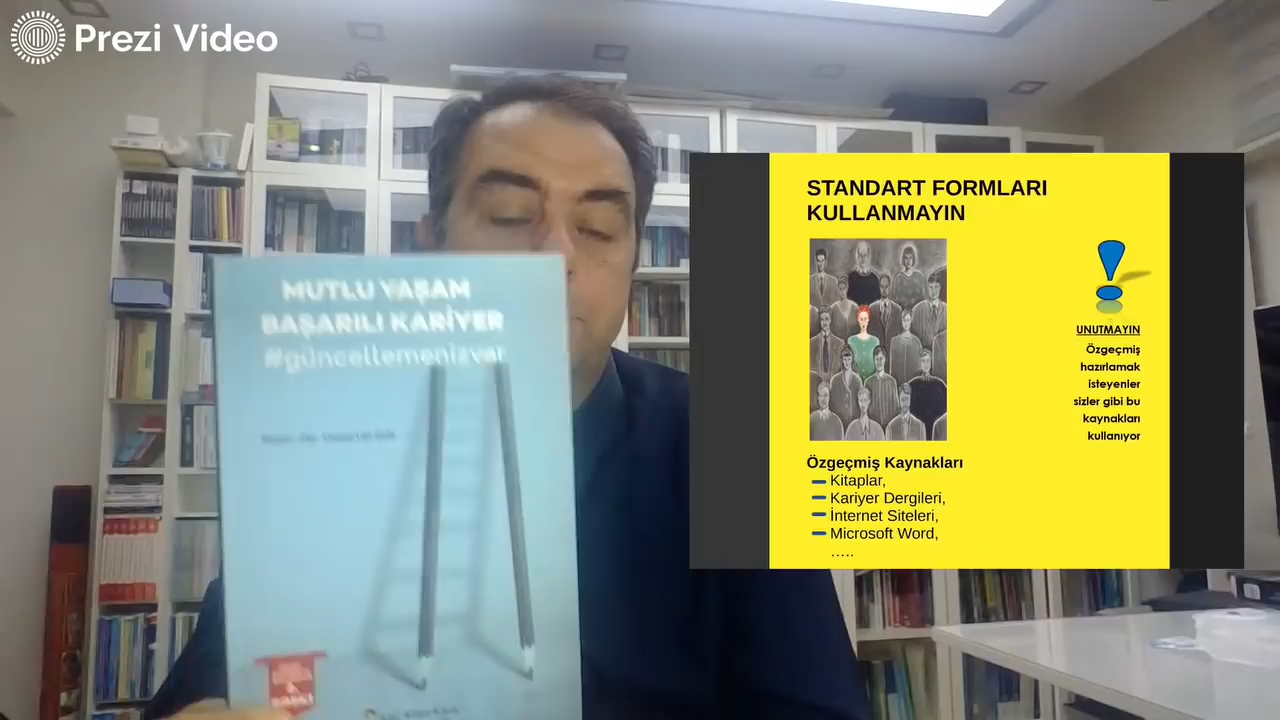 Prezi Video
MUTLU YAŞAM
BAŞARILI KARİYER
#güncellemenizvar
STANDART FORMLARI
KULLANMAYIN
UNUTMAYIN
Özgeçmiş
hazırlamak
isteyenler
sizler gibi bu
kaynakları
kullanıyor
Özgeçmiş Kaynakları
Kitaplar,
Kariyer Dergileri,
İnternet Siteleri,
Microsoft Word,
.....